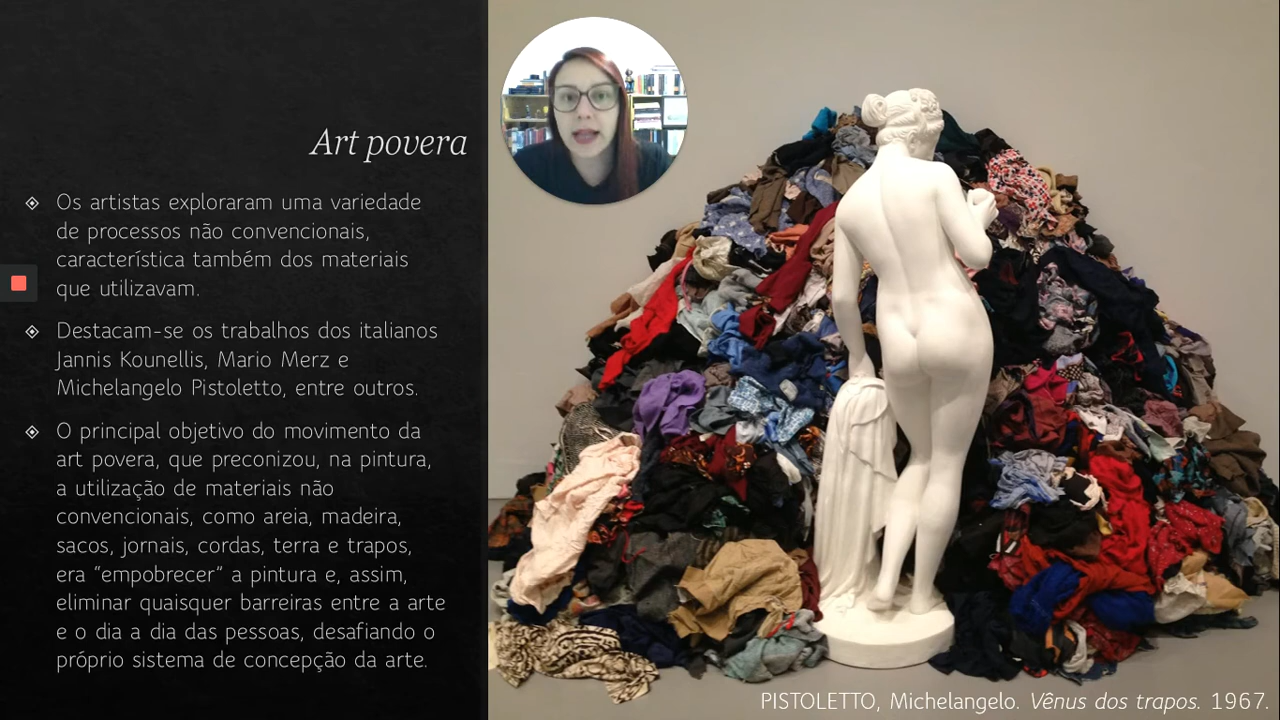 Art povera
Os artistas exploraram uma variedade
de processos não convencionais,
característica também dos materiais
que utilizavam.
Destacam-se os trabalhos dos italianos
Jannis Kounellis, Mario Merz e
Michelangelo Pistoletto, entre outros.
O principal objetivo do movimento da
art povera, que preconizou, na pintura,
a utilização de materiais não
convencionais, como areia, madeira,
sacos, jornais, cordas, terra e trapos,
era “empobrecer” a pintura e, assim,
eliminar quaisquer barreiras entre a arte
e o dia a dia das pessoas, desafiando o
próprio sistema de concepção da arte.
PISTOLETTO, Michelangelo. Vênus dos trapos. 1967.